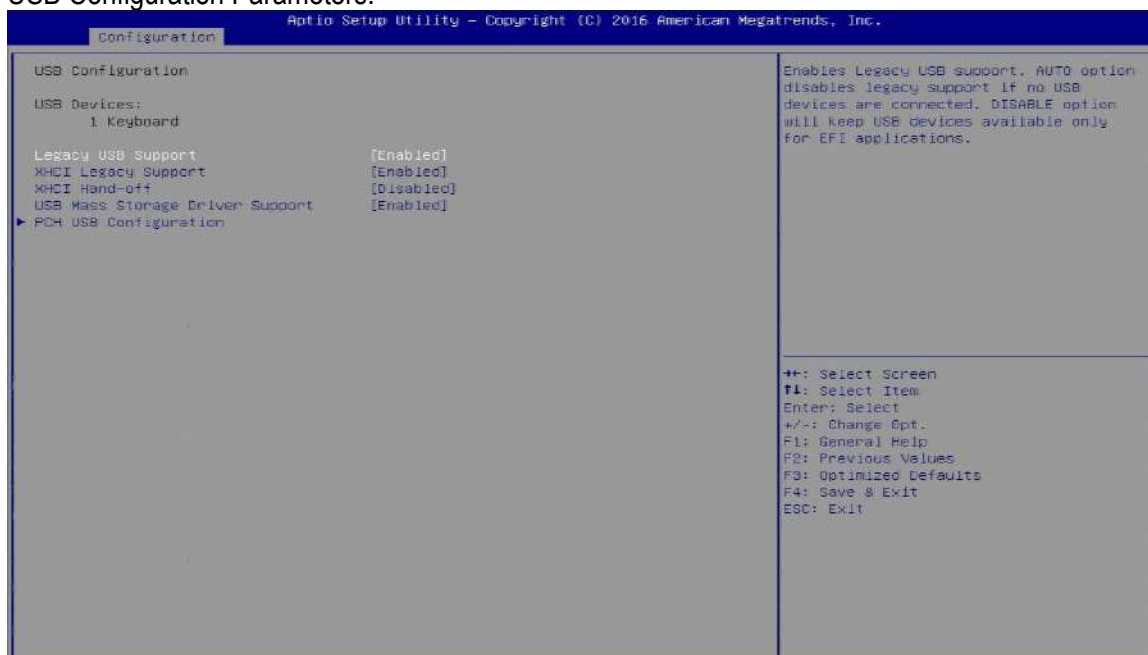 USB Configuration Parameters.
Aptio Setup Utility – Copyright (C) 2016 American Megatrends, Inc.
Configuration
USB Configuration
USB Devices:
1 Keyboard
Legacy USB Support [Enabled]
XHCI Legacy Support [Enabled]
XHCI Hand-off [Disabled]
USB Mass Storage Driver Support [Enabled]
► PCH USB Configuration
Enables Legacy USB support. AUTO option
disables legacy support if no USB
devices are connected. DISABLE option
will keep USB devices available only
for EFI applications.
→←: Select Screen
↑↓: Select Item
Enter: Select
+/-: Change Opt.
F1: General Help
F2: Previous Values
F3: Optimized Defaults
F4: Save & Exit
ESC: Exit